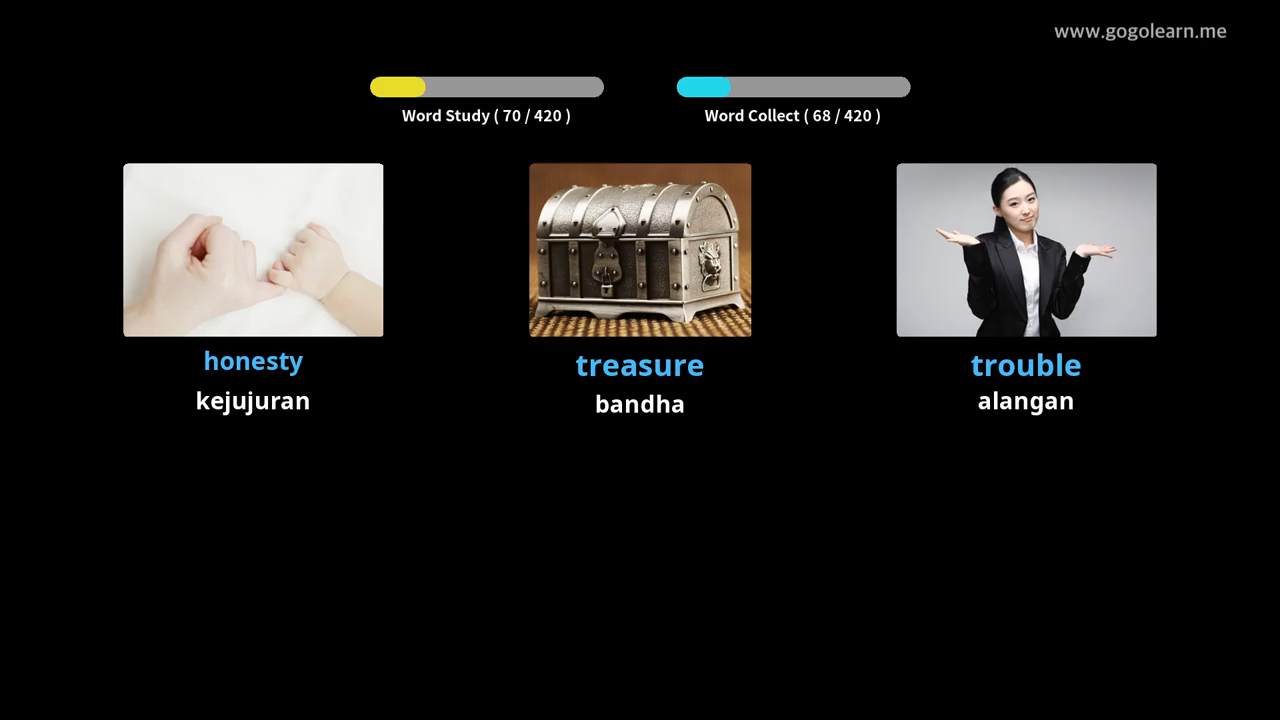 www.gogolearn.me
Word Study ( 70 / 420 )
Word Collect ( 68 / 420 )
honesty
kejujuran
treasure
bandha
trouble
alangan